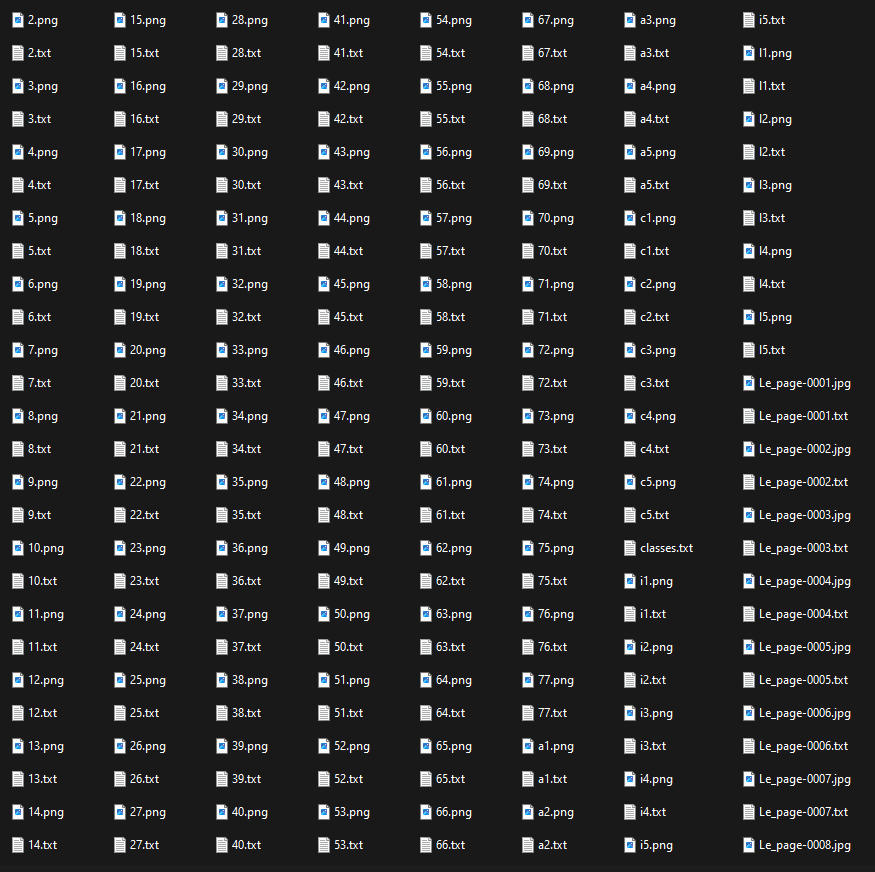 2.png
2.txt
3.png
3.txt
4.png
4.txt
5.png
5.txt
6.png
6.txt
7.png
7.txt
8.png
8.txt
9.png
9.txt
10.png
10.txt
11.png
11.txt
12.png
12.txt
13.png
13.txt
14.png
14.txt
15.png
15.txt
16.png
16.txt
17.png
17.txt
18.png
18.txt
19.png
19.txt
20.png
20.txt
21.png
21.txt
22.png
22.txt
23.png
23.txt
24.png
24.txt
25.png
25.txt
26.png
26.txt
27.png
27.txt
28.png
28.txt
29.png
29.txt
30.png
30.txt
31.png
31.txt
32.png
32.txt
33.png
33.txt
34.png
34.txt
35.png
35.txt
36.png
36.txt
37.png
37.txt
38.png
38.txt
39.png
39.txt
40.png
40.txt
41.png
41.txt
42.png
42.txt
43.png
43.txt
44.png
44.txt
45.png
45.txt
46.png
46.txt
47.png
47.txt
48.png
48.txt
49.png
49.txt
50.png
50.txt
51.png
51.txt
52.png
52.txt
53.png
53.txt
54.png
54.txt
55.png
55.txt
56.png
56.txt
57.png
57.txt
58.png
58.txt
59.png
59.txt
60.png
60.txt
61.png
61.txt
62.png
62.txt
63.png
63.txt
64.png
64.txt
65.png
65.txt
66.png
66.txt
67.png
67.txt
68.png
68.txt
69.png
69.txt
70.png
70.txt
71.png
71.txt
72.png
72.txt
73.png
73.txt
74.png
74.txt
75.png
75.txt
76.png
76.txt
77.png
77.txt
a1.png
a1.txt
a2.png
a2.txt
a3.png
a3.txt
a4.png
a4.txt
a5.png
a5.txt
c1.png
c1.txt
c2.png
c2.txt
c3.png
c3.txt
c4.png
c4.txt
c5.png
c5.txt
classes.txt
i1.png
i1.txt
i2.png
i2.txt
i3.png
i3.txt
i4.png
i4.txt
i5.png
i5.txt
l1.png
l1.txt
l2.png
l2.txt
l3.png
l3.txt
l4.png
l4.txt
l5.png
l5.txt
Le_page-0001.jpg
Le_page-0001.txt
Le_page-0002.jpg
Le_page-0002.txt
Le_page-0003.jpg
Le_page-0003.txt
Le_page-0004.jpg
Le_page-0004.txt
Le_page-0005.jpg
Le_page-0005.txt
Le_page-0006.jpg
Le_page-0006.txt
Le_page-0007.jpg
Le_page-0007.txt
Le_page-0008.jpg